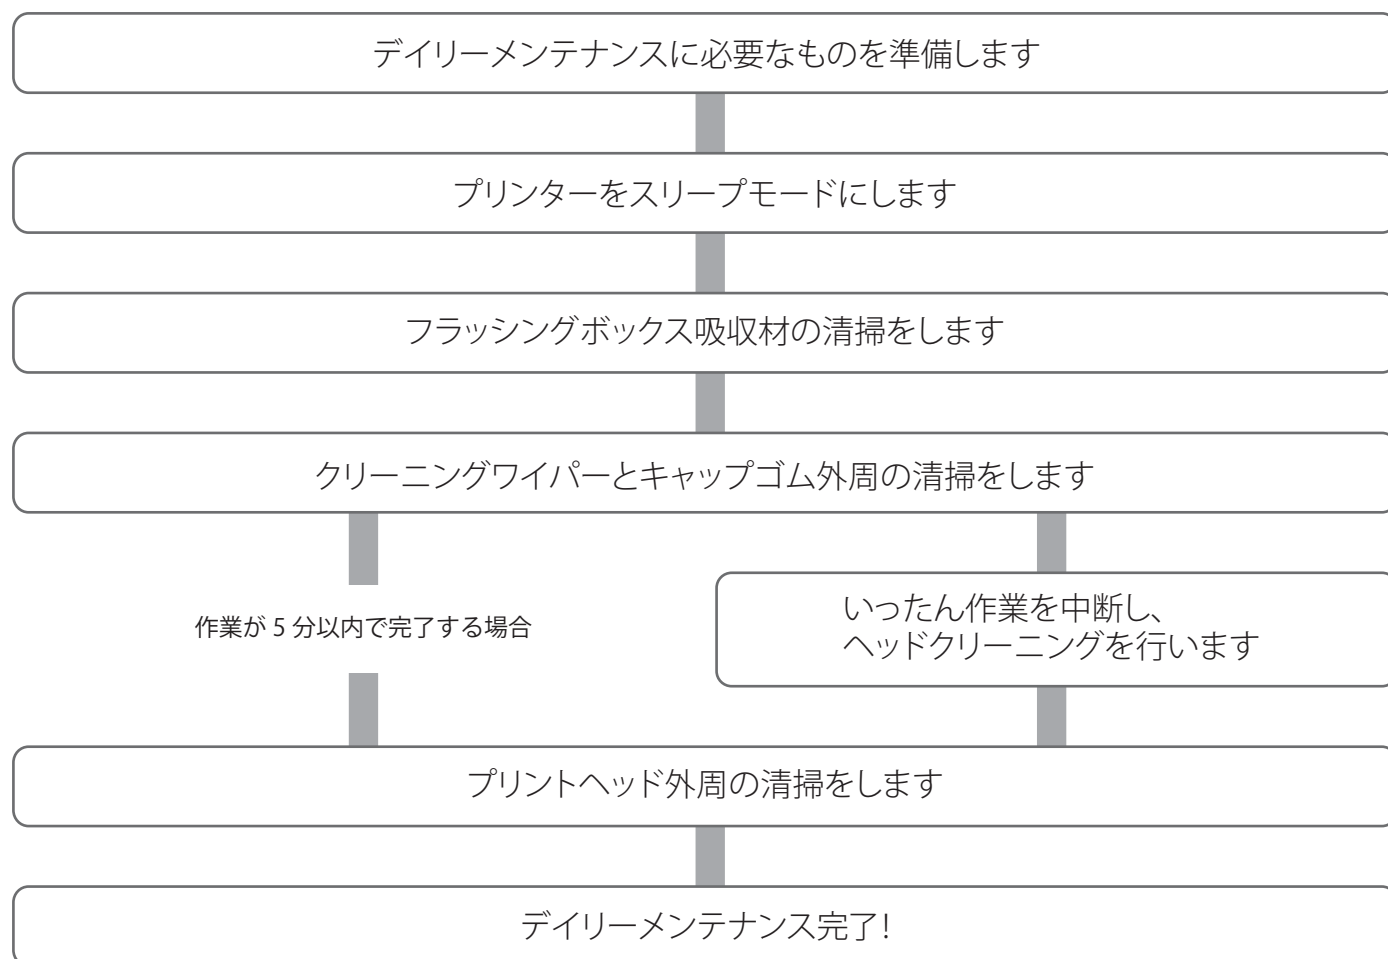 デイリーメンテナンスに必要なものを準備します
プリンターをスリープモードにします
フラッシングボックス吸収材の清掃をします
クリーニングワイパーとキャップゴム外周の清掃をします
作業が 5 分以内で完了する場合
いったん作業を中断し、
ヘッドクリーニングを行います
プリントヘッド外周の清掃をします
デイリーメンテナンス完了!